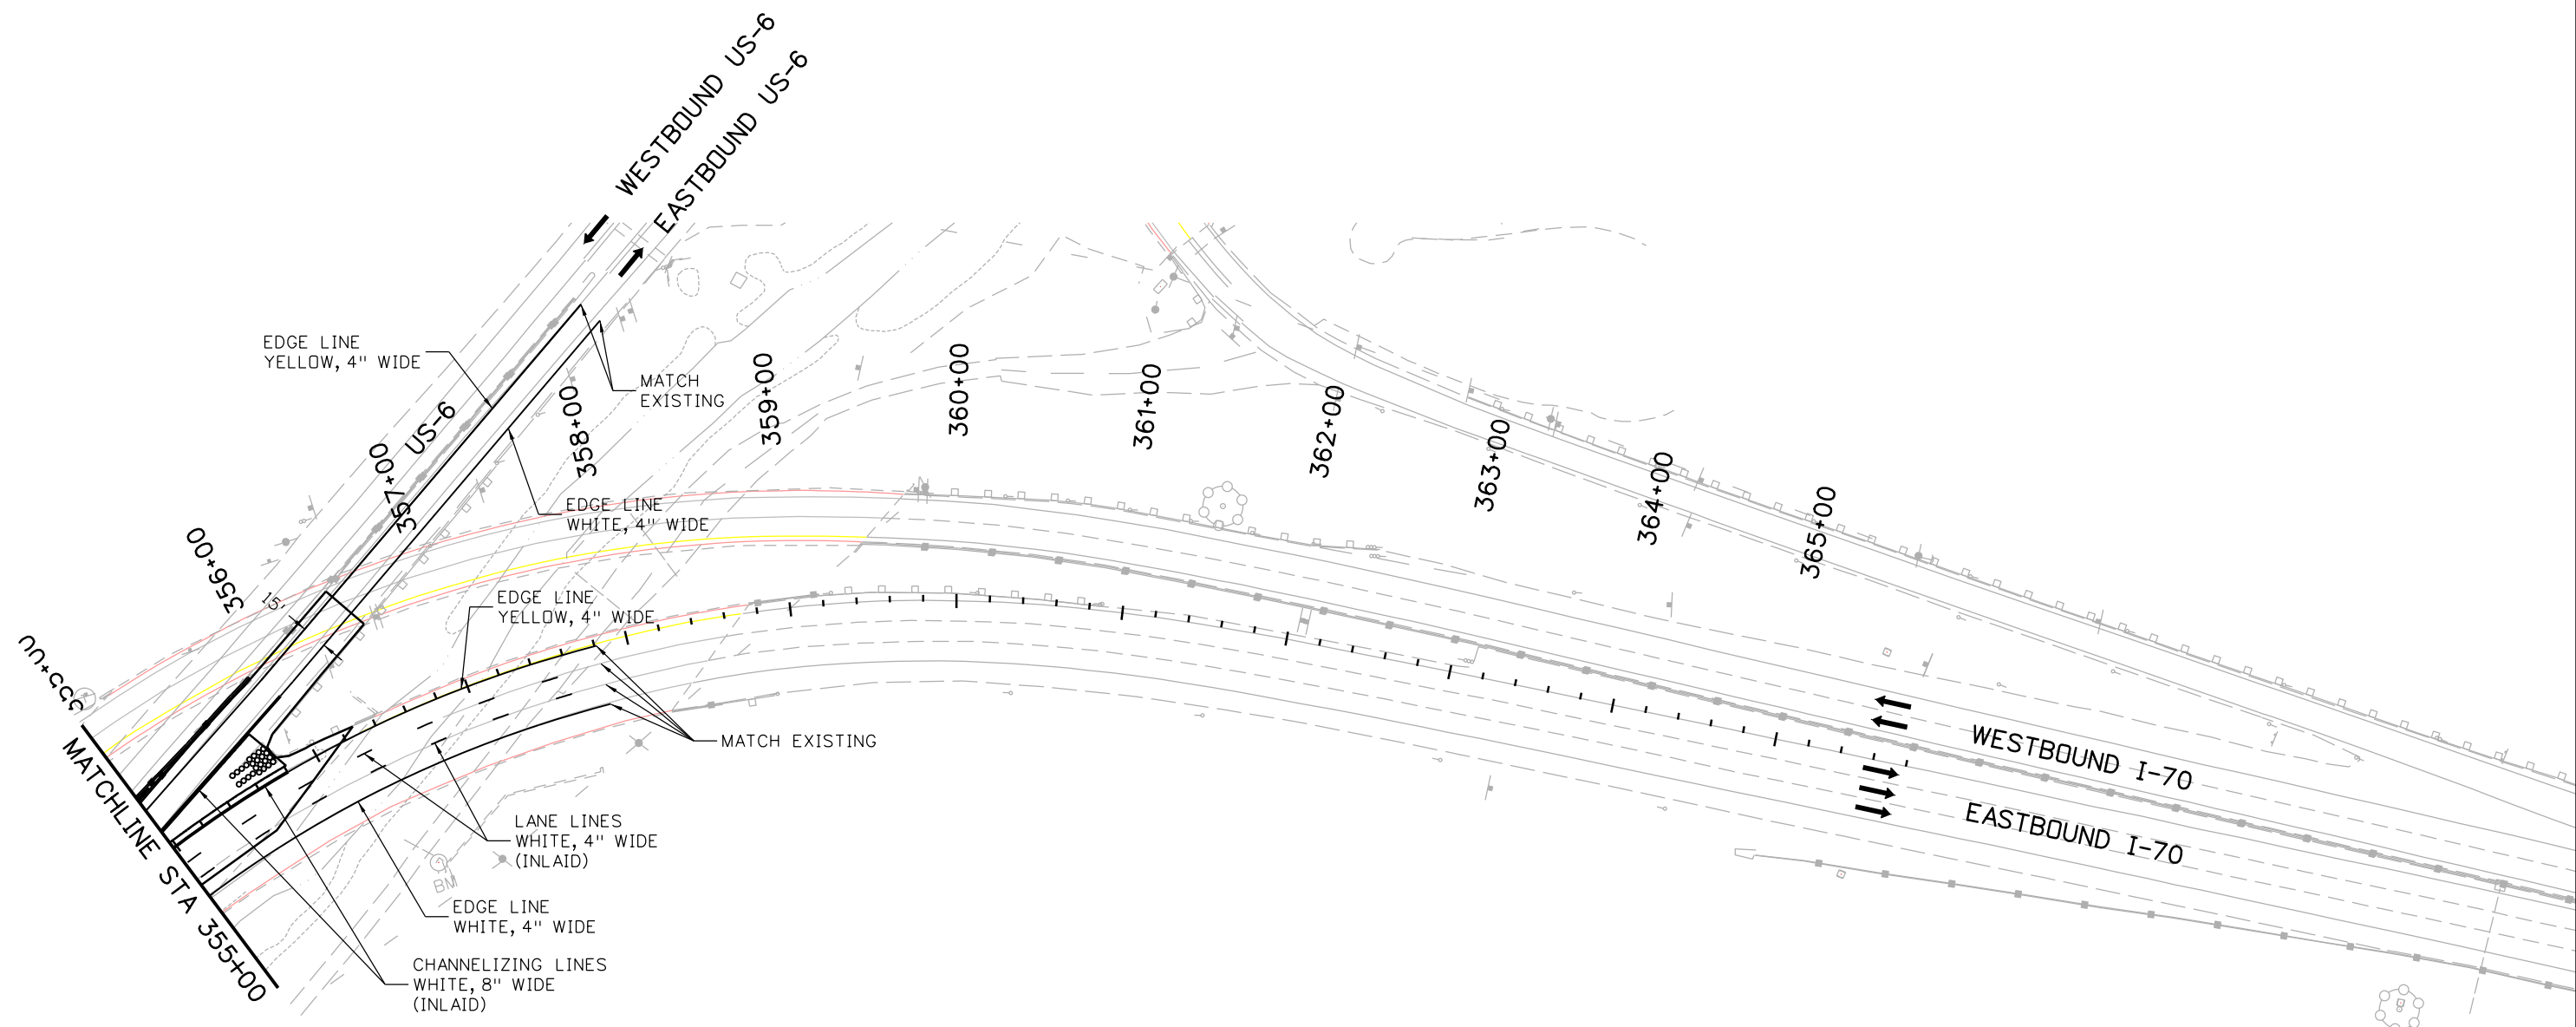 WESTBOUND US-6
EASTBOUND US-6
EDGE LINE
YELLOW, 4" WIDE
MATCH
EXISTING
US-6
355+00
356+00
357+00
358+00
359+00
360+00
361+00
362+00
363+00
364+00
365+00
EDGE LINE
WHITE, 4" WIDE
15'
EDGE LINE
YELLOW, 4" WIDE
MATCH EXISTING
WESTBOUND I-70
EASTBOUND I-70
LANE LINES
WHITE, 4" WIDE
(INLAID)
BM
EDGE LINE
WHITE, 4" WIDE
CHANNELIZING LINES
WHITE, 8" WIDE
(INLAID)
MATCHLINE STA 355+00